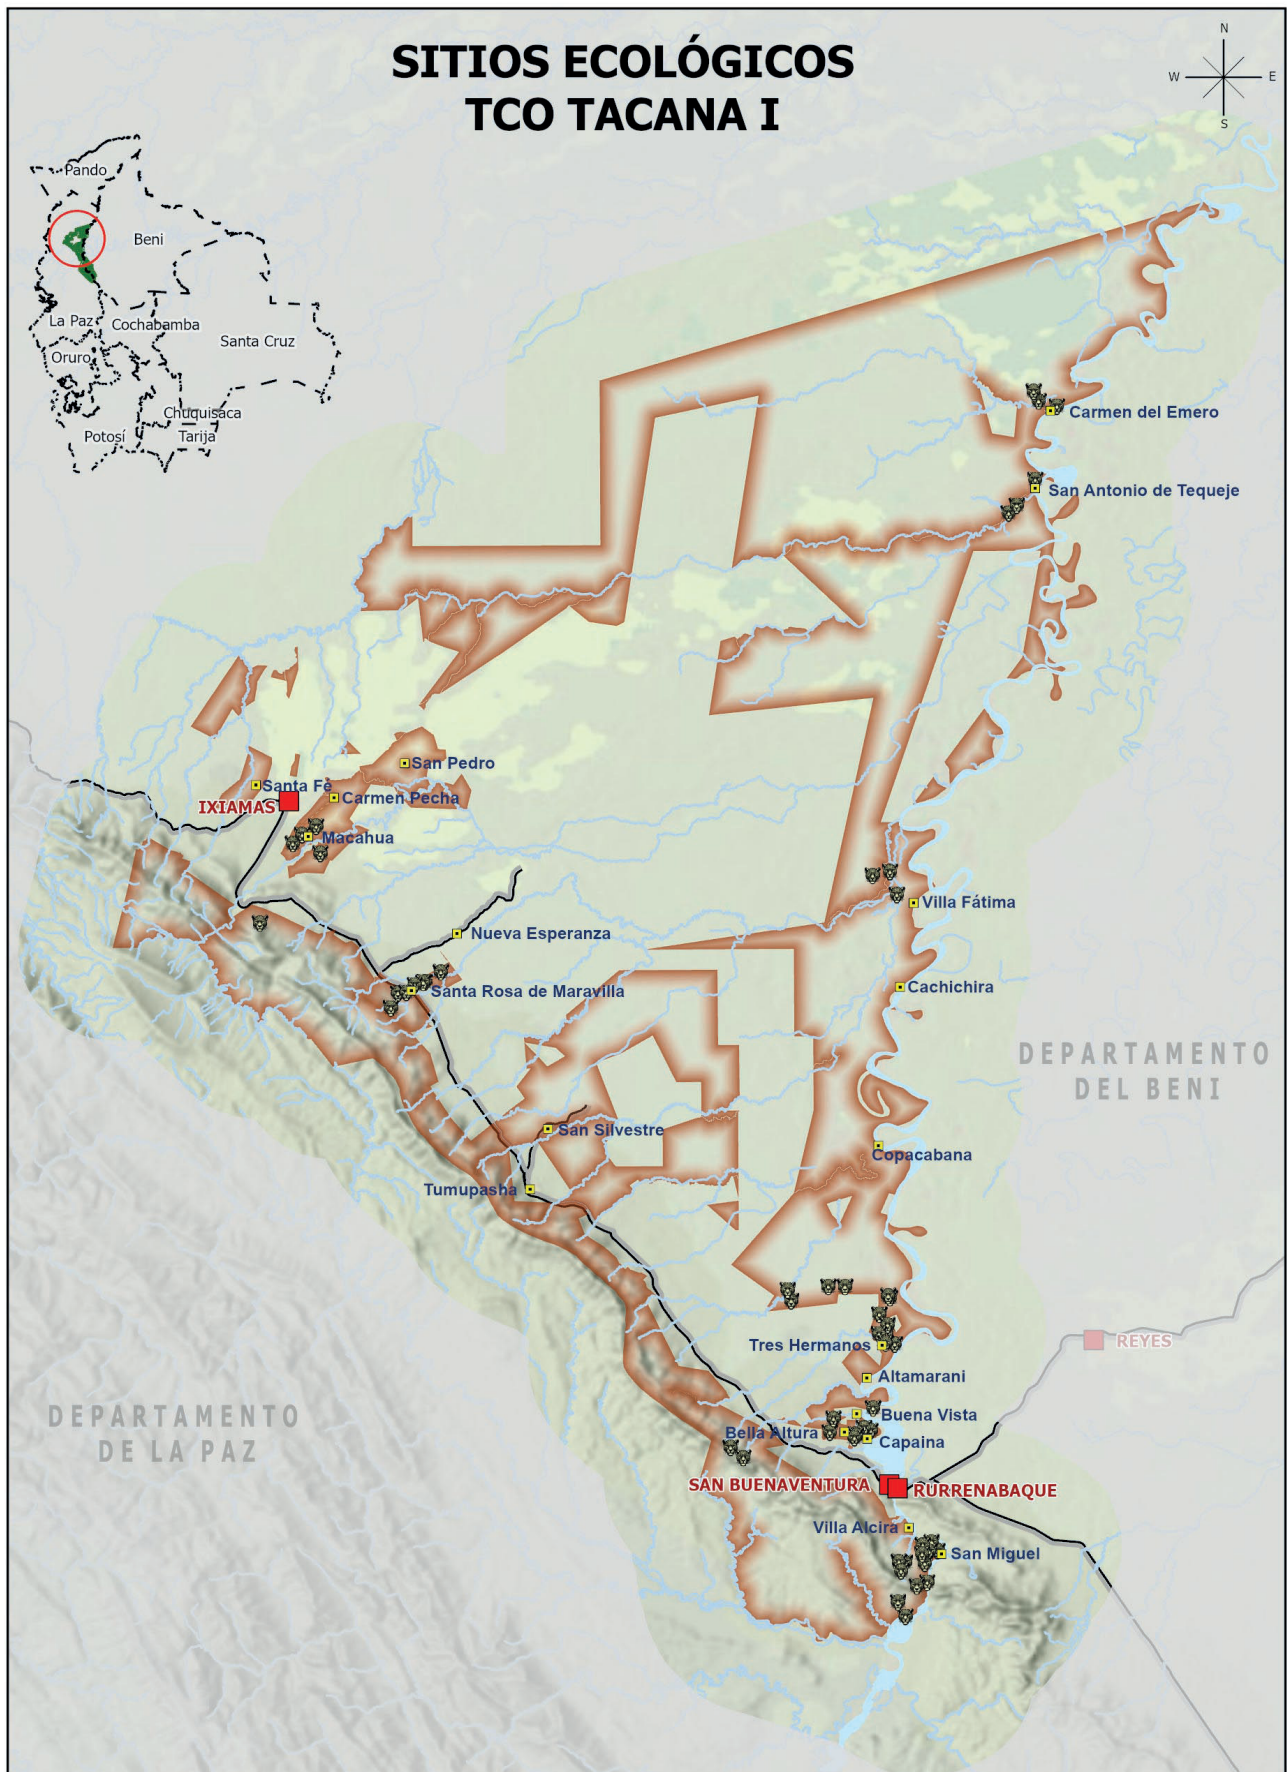 SITIOS ECOLÓGICOS
TCO TACANA I
N
W
E
S
Pando
Beni
La Paz
Cochabamba
Santa Cruz
Oruro
Chuquisaca
Potosí
Tarija
Carmen del Emero
San Antonio de Tequeje
San Pedro
Santa Fé
IXIAMAS
Carmen Pecha
Macahua
Villa Fátima
Nueva Esperanza
Cachichira
Santa Rosa de Maravilla
DEPARTAMENTO
DEL BENI
San Silvestre
Copacabana
Tumupasha
Tres Hermanos
REYES
Altamarani
DEPARTAMENTO
DE LA PAZ
Buena Vista
Bella Altura
Capaina
SAN BUENAVENTURA
RURRENABAQUE
Villa Alcira
San Miguel